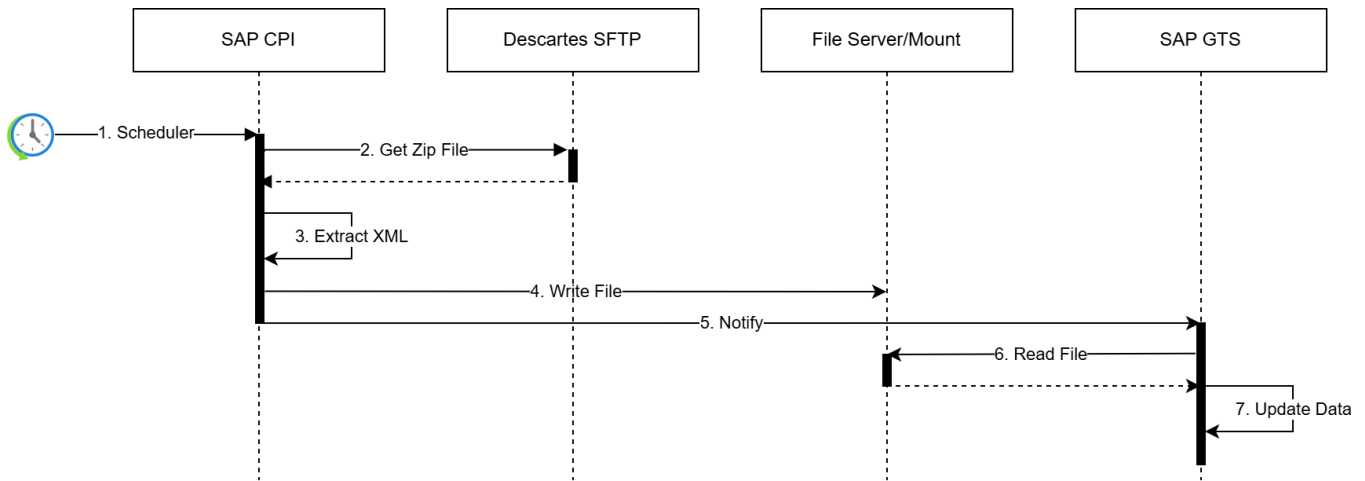 SAP CPI
Descartes SFTP
File Server/Mount
SAP GTS
1. Scheduler
2. Get Zip File
3. Extract XML
4. Write File
5. Notify
6. Read File
7. Update Data